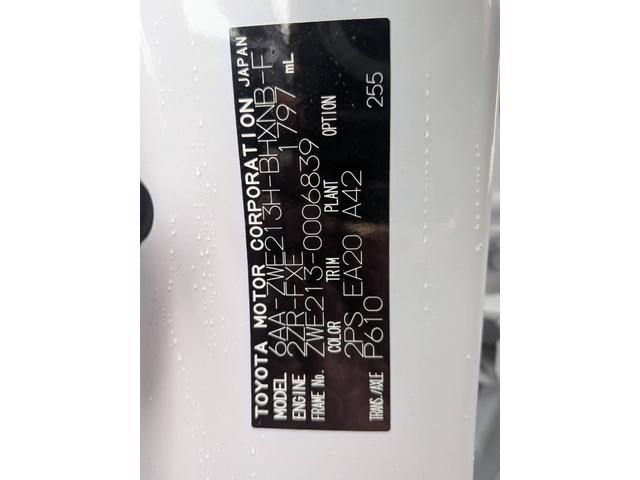 TOYOTA MOTOR CORPORATION JAPAN
MODEL 6AA-ZWE213H-BHXNB-F
ENGINE 2ZR-FXE 1797 mL
FRAME No. ZWE213-0006839
COLOR TRIM PLANT OPTION
2PS EA20 A42 255
TRANS./AXLE P610